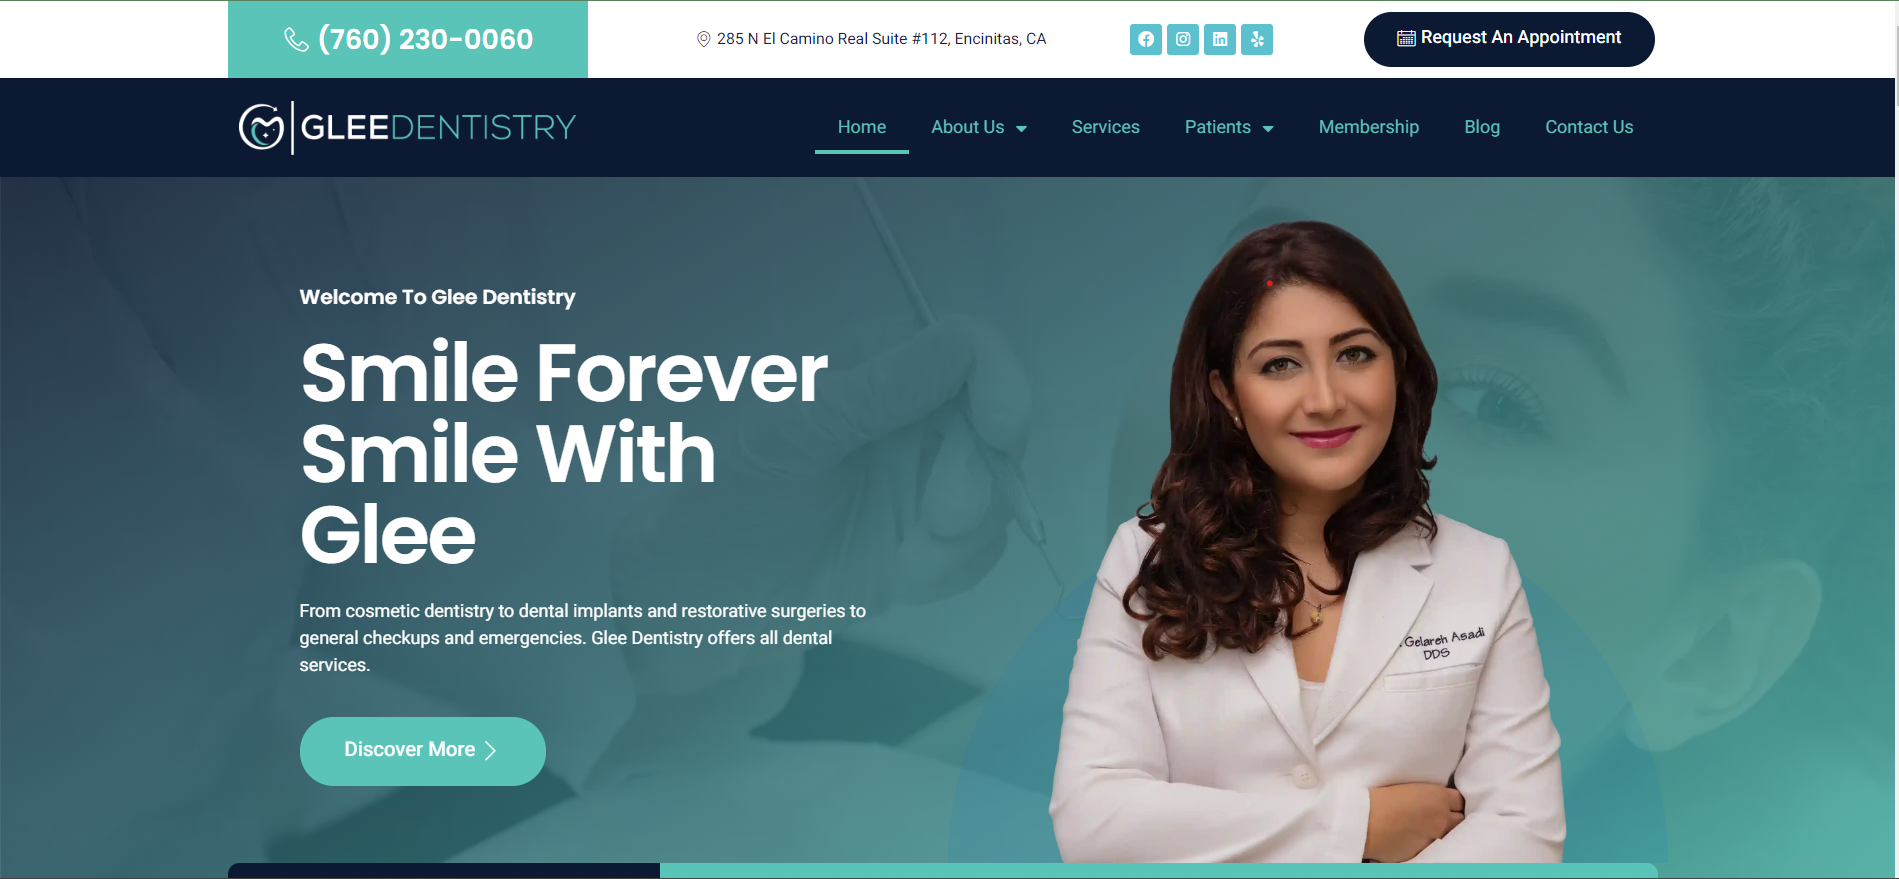 (760) 230-0060
285 N El Camino Real Suite #112, Encinitas, CA
Request An Appointment
GLEEDENTISTRY
Home
About Us
Services
Patients
Membership
Blog
Contact Us
Welcome To Glee Dentistry
Smile Forever
Smile With
Glee
From cosmetic dentistry to dental implants and restorative surgeries to
general checkups and emergencies. Glee Dentistry offers all dental
services.
Discover More
. Gelareh Asadi
DDS